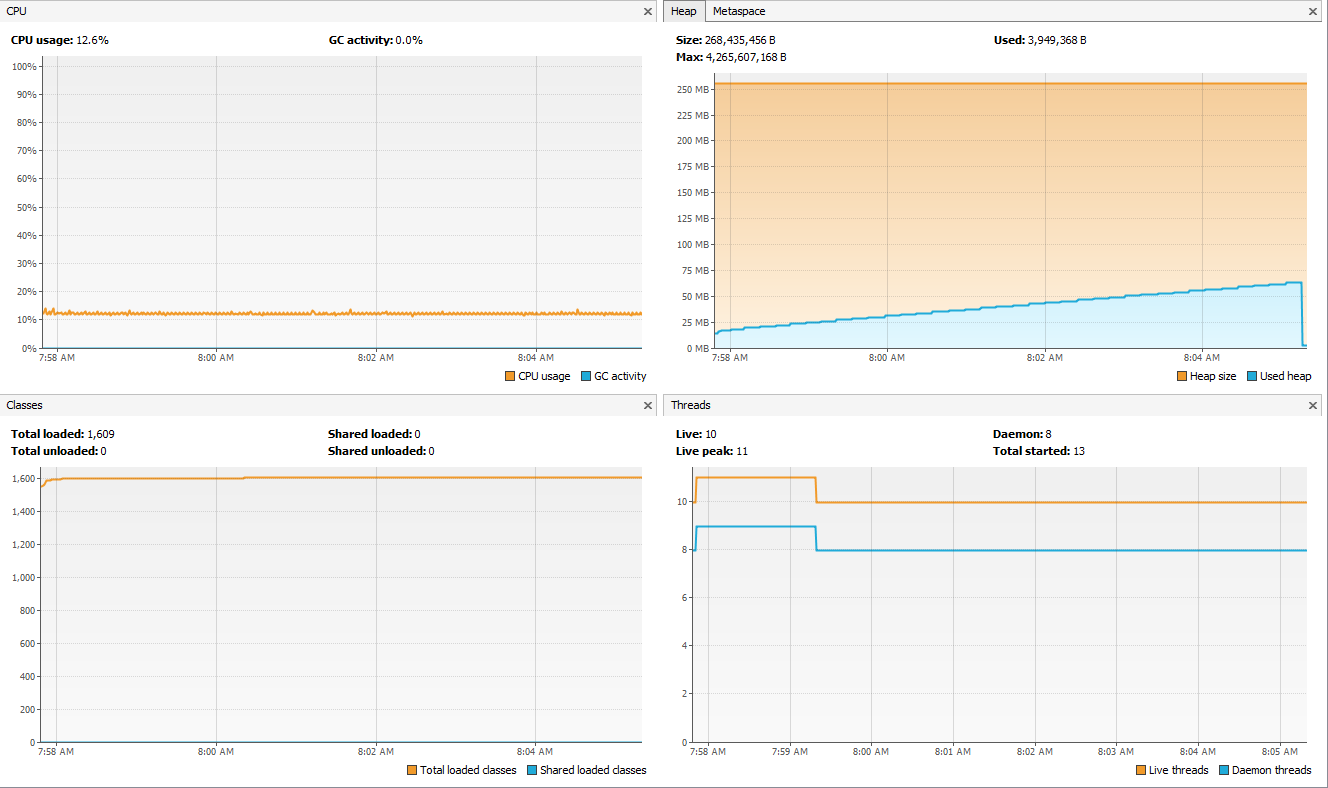 CPU
CPU usage: 12.6% GC activity: 0.0%
100%
90%
80%
70%
60%
50%
40%
30%
20%
10%
0%
7:58 AM 8:00 AM 8:02 AM 8:04 AM
CPU usage GC activity
Heap Metaspace
Size: 268,435,456 B Used: 3,949,368 B
Max: 4,265,607,168 B
250 MB
225 MB
200 MB
175 MB
150 MB
125 MB
100 MB
75 MB
50 MB
25 MB
0 MB
7:58 AM 8:00 AM 8:02 AM 8:04 AM
Heap size Used heap
Classes
Total loaded: 1,609 Shared loaded: 0
Total unloaded: 0 Shared unloaded: 0
1,600
1,400
1,200
1,000
800
600
400
200
0
7:58 AM 8:00 AM 8:02 AM 8:04 AM
Total loaded classes Shared loaded classes
Threads
Live: 10 Daemon: 8
Live peak: 11 Total started: 13
10
8
6
4
2
0
7:58 AM 7:59 AM 8:00 AM 8:01 AM 8:02 AM 8:03 AM 8:04 AM 8:05 AM
Live threads Daemon threads